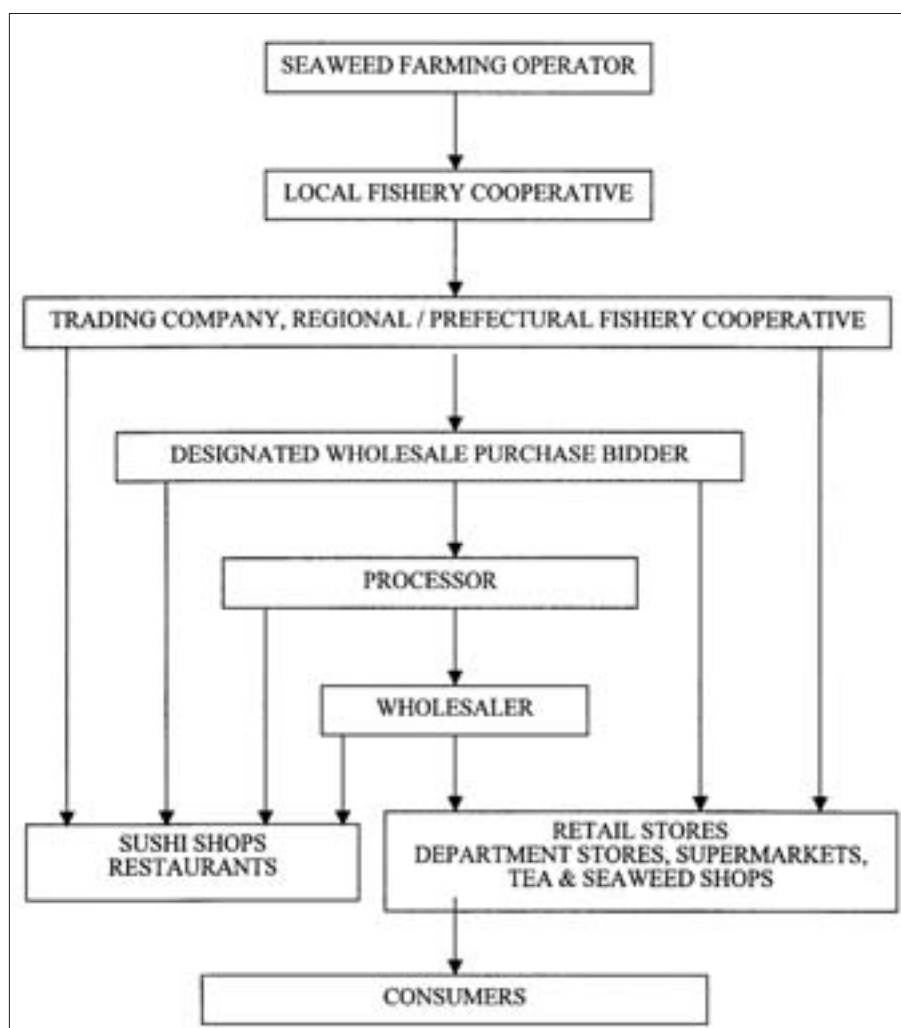 SEAWEED FARMING OPERATOR
LOCAL FISHERY COOPERATIVE
TRADING COMPANY, REGIONAL / PREFECTURAL FISHERY COOPERATIVE
DESIGNATED WHOLESALE PURCHASE BIDDER
PROCESSOR
WHOLESALER
SUSHI SHOPS
RESTAURANTS
RETAIL STORES
DEPARTMENT STORES, SUPERMARKETS,
TEA & SEAWEED SHOPS
CONSUMERS